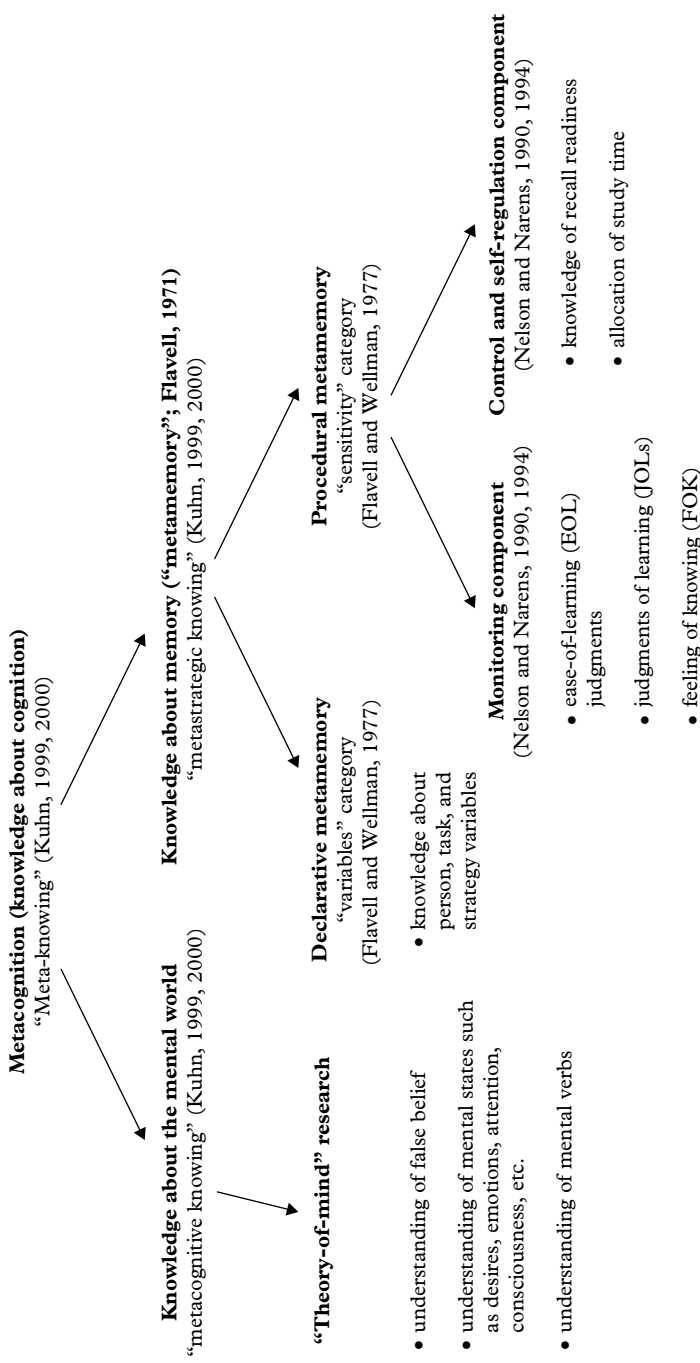 Metacognition (knowledge about cognition)
“Meta-knowing” (Kuhn, 1999, 2000)
Knowledge about the mental world
“metacognitive knowing” (Kuhn, 1999, 2000)
Knowledge about memory (“metamemory”; Flavell, 1971)
“metastrategic knowing” (Kuhn, 1999, 2000)
“Theory-of-mind” research
• understanding of false belief
• understanding of mental states such
as desires, emotions, attention,
consciousness, etc.
• understanding of mental verbs
Declarative metamemory
“variables” category
(Flavell and Wellman, 1977)
• knowledge about
person, task, and
strategy variables
Procedural metamemory
“sensitivity” category
(Flavell and Wellman, 1977)
Monitoring component
(Nelson and Narens, 1990, 1994)
• ease-of-learning (EOL)
judgments
• judgments of learning (JOLs)
• feeling of knowing (FOK)
Control and self-regulation component
(Nelson and Narens, 1990, 1994)
• knowledge of recall readiness
• allocation of study time